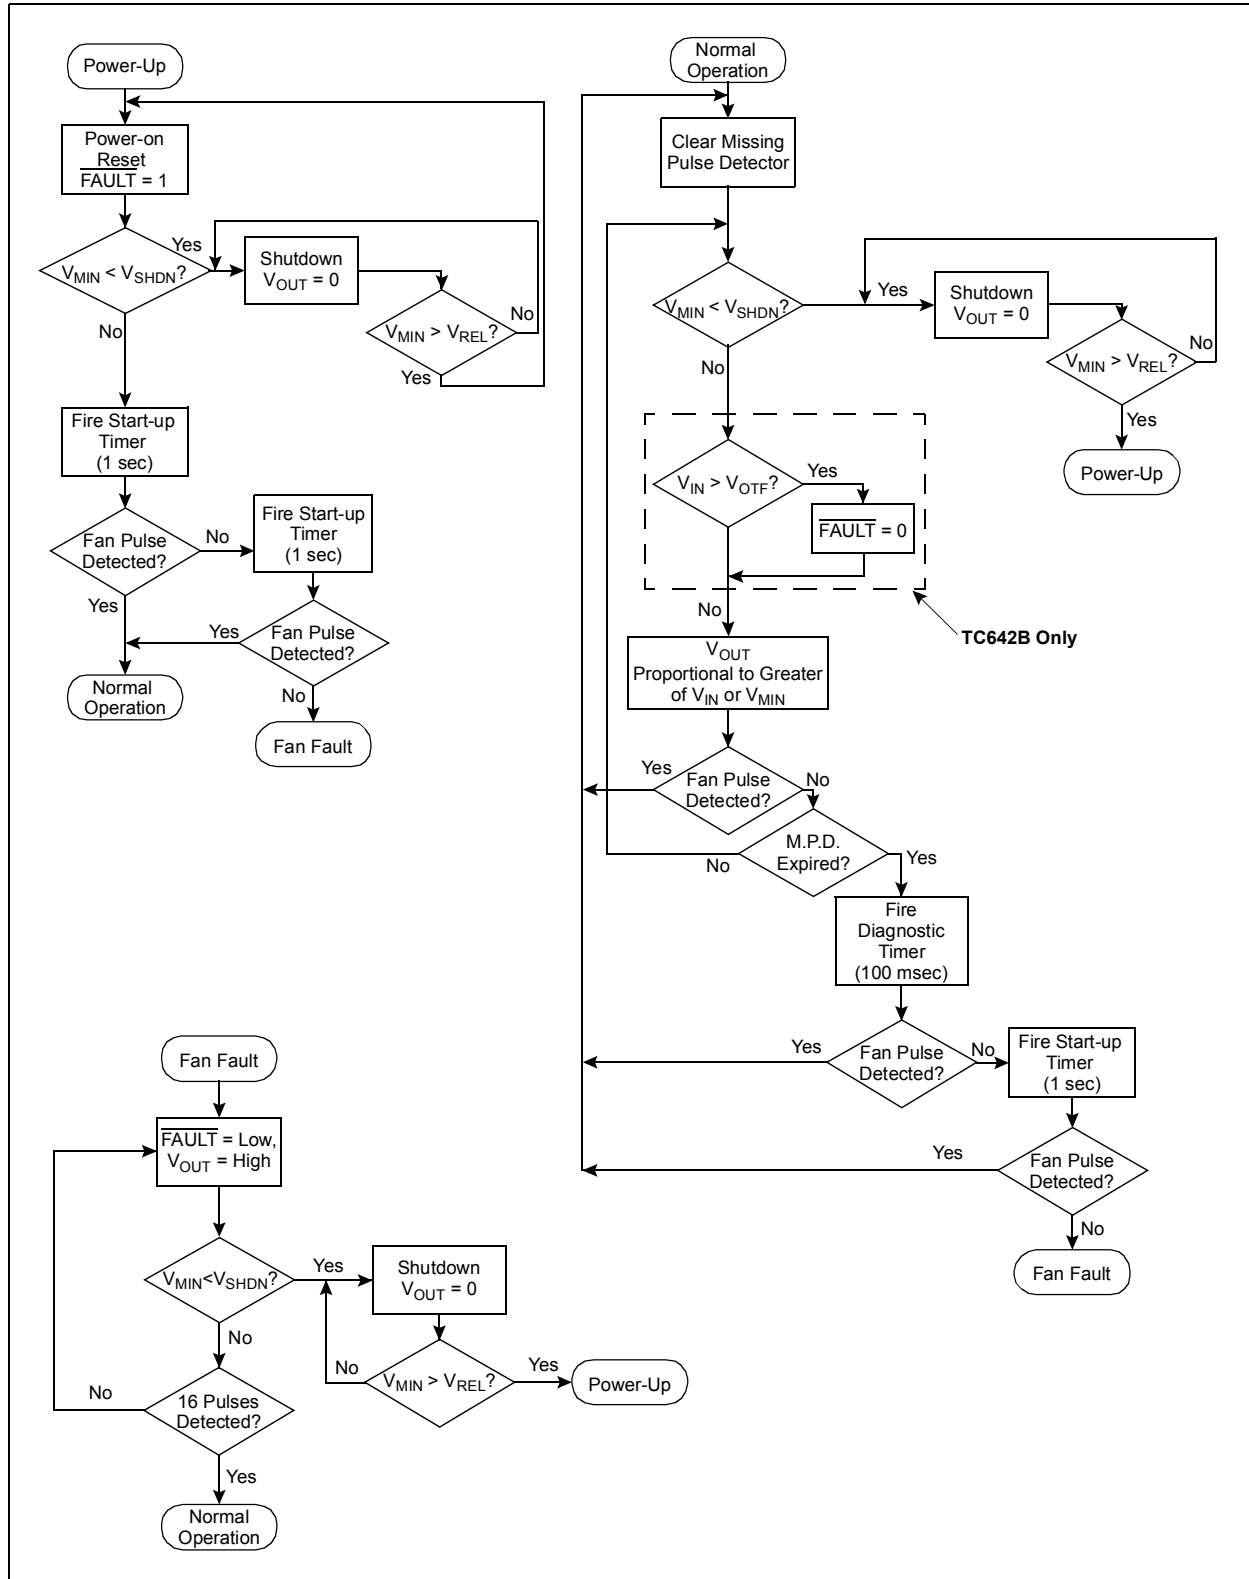 Power-Up
Power-on
Reset
FAULT = 1
Yes
VMIN < VSHDN?
Shutdown
VOUT = 0
VMIN > VREL?
No
Yes
No
Fire Start-up
Timer
(1 sec)
Fan Pulse
Detected?
No
Fire Start-up
Timer
(1 sec)
Yes
Yes
Fan Pulse
Detected?
Normal
Operation
No
Fan Fault
Normal
Operation
Clear Missing
Pulse Detector
VMIN < VSHDN?
Yes
Shutdown
VOUT = 0
VMIN > VREL?
No
Yes
Power-Up
No
VIN > VOTF?
Yes
FAULT = 0
No
TC642B Only
VOUT
Proportional to Greater
of VIN or VMIN
Yes
Fan Pulse
Detected?
No
M.P.D.
Expired?
No
Yes
Fire
Diagnostic
Timer
(100 msec)
Yes
Fan Pulse
Detected?
No
Fire Start-up
Timer
(1 sec)
Yes
Fan Pulse
Detected?
No
Fan Fault
Fan Fault
FAULT = Low,
VOUT = High
VMIN<VSHDN?
Yes
Shutdown
VOUT = 0
No
VMIN > VREL?
No
Yes
Power-Up
No
16 Pulses
Detected?
Yes
Normal
Operation